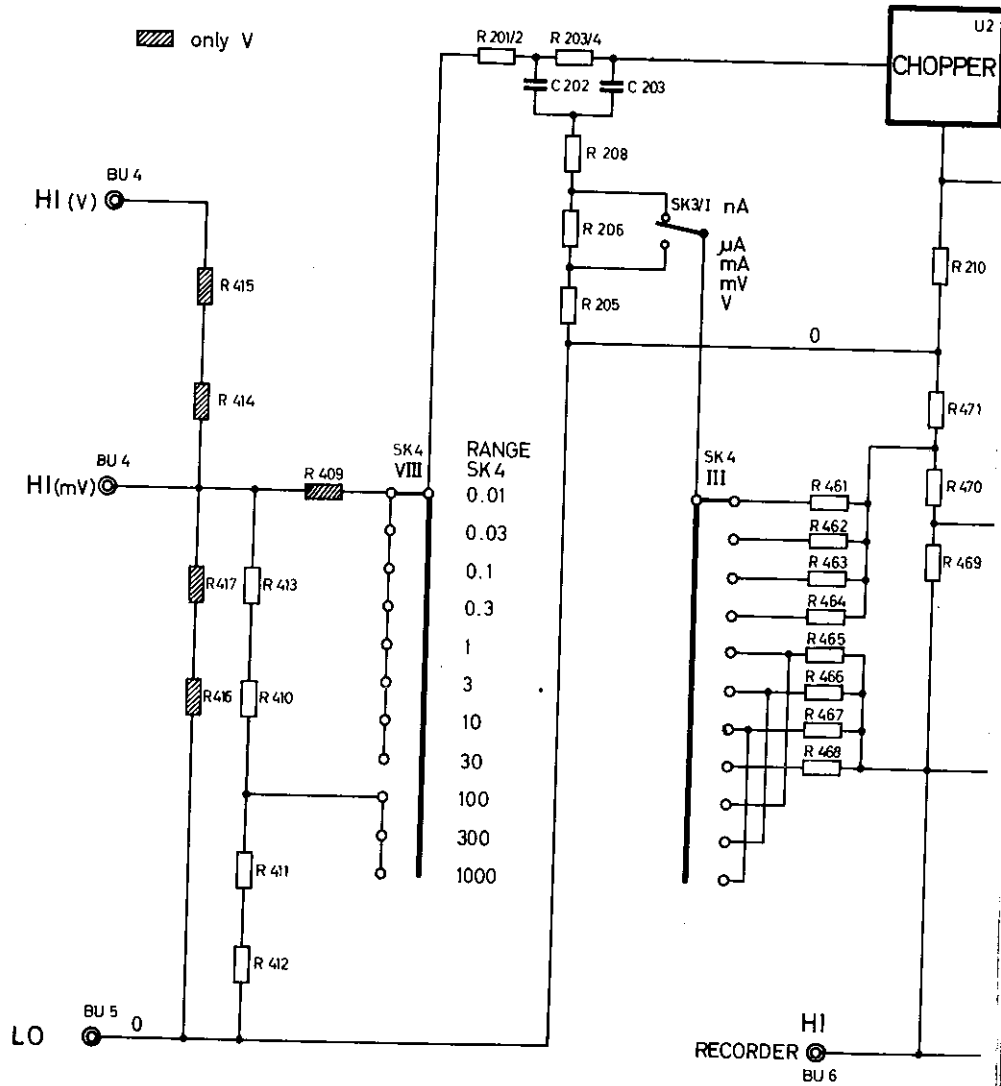 only V
U2
CHOPPER
R 201/2
R 203/4
C 202
C 203
R 208
SK3/I nA
µA
mA
mV
V
R 206
R 205
R 210
0
HI (V)
BU 4
R 415
R 414
BU 4
HI (mV)
R 409
SK 4
VIII
RANGE
SK 4
0.01
0.03
0.1
0.3
1
3
10
30
100
300
1000
SK 4
III
R 461
R 462
R 463
R 464
R 465
R 466
R 467
R 468
R 471
R 470
R 469
R 417
R 413
R 416
R 410
R 411
R 412
LO
BU 5
0
HI
RECORDER
BU 6